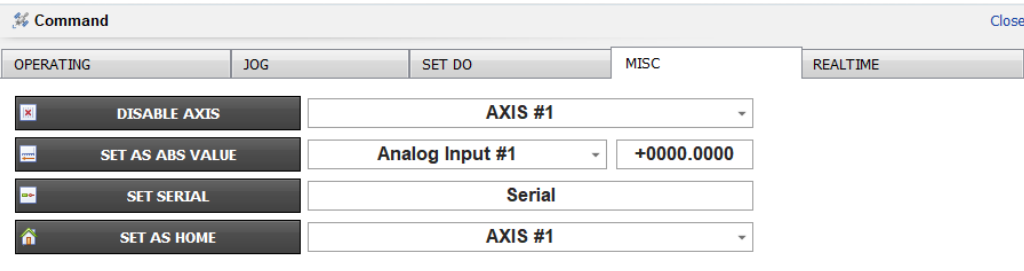 Command Close
OPERATING JOG SET DO MISC REALTIME
DISABLE AXIS AXIS #1
SET AS ABS VALUE Analog Input #1 +0000.0000
SET SERIAL Serial
SET AS HOME AXIS #1